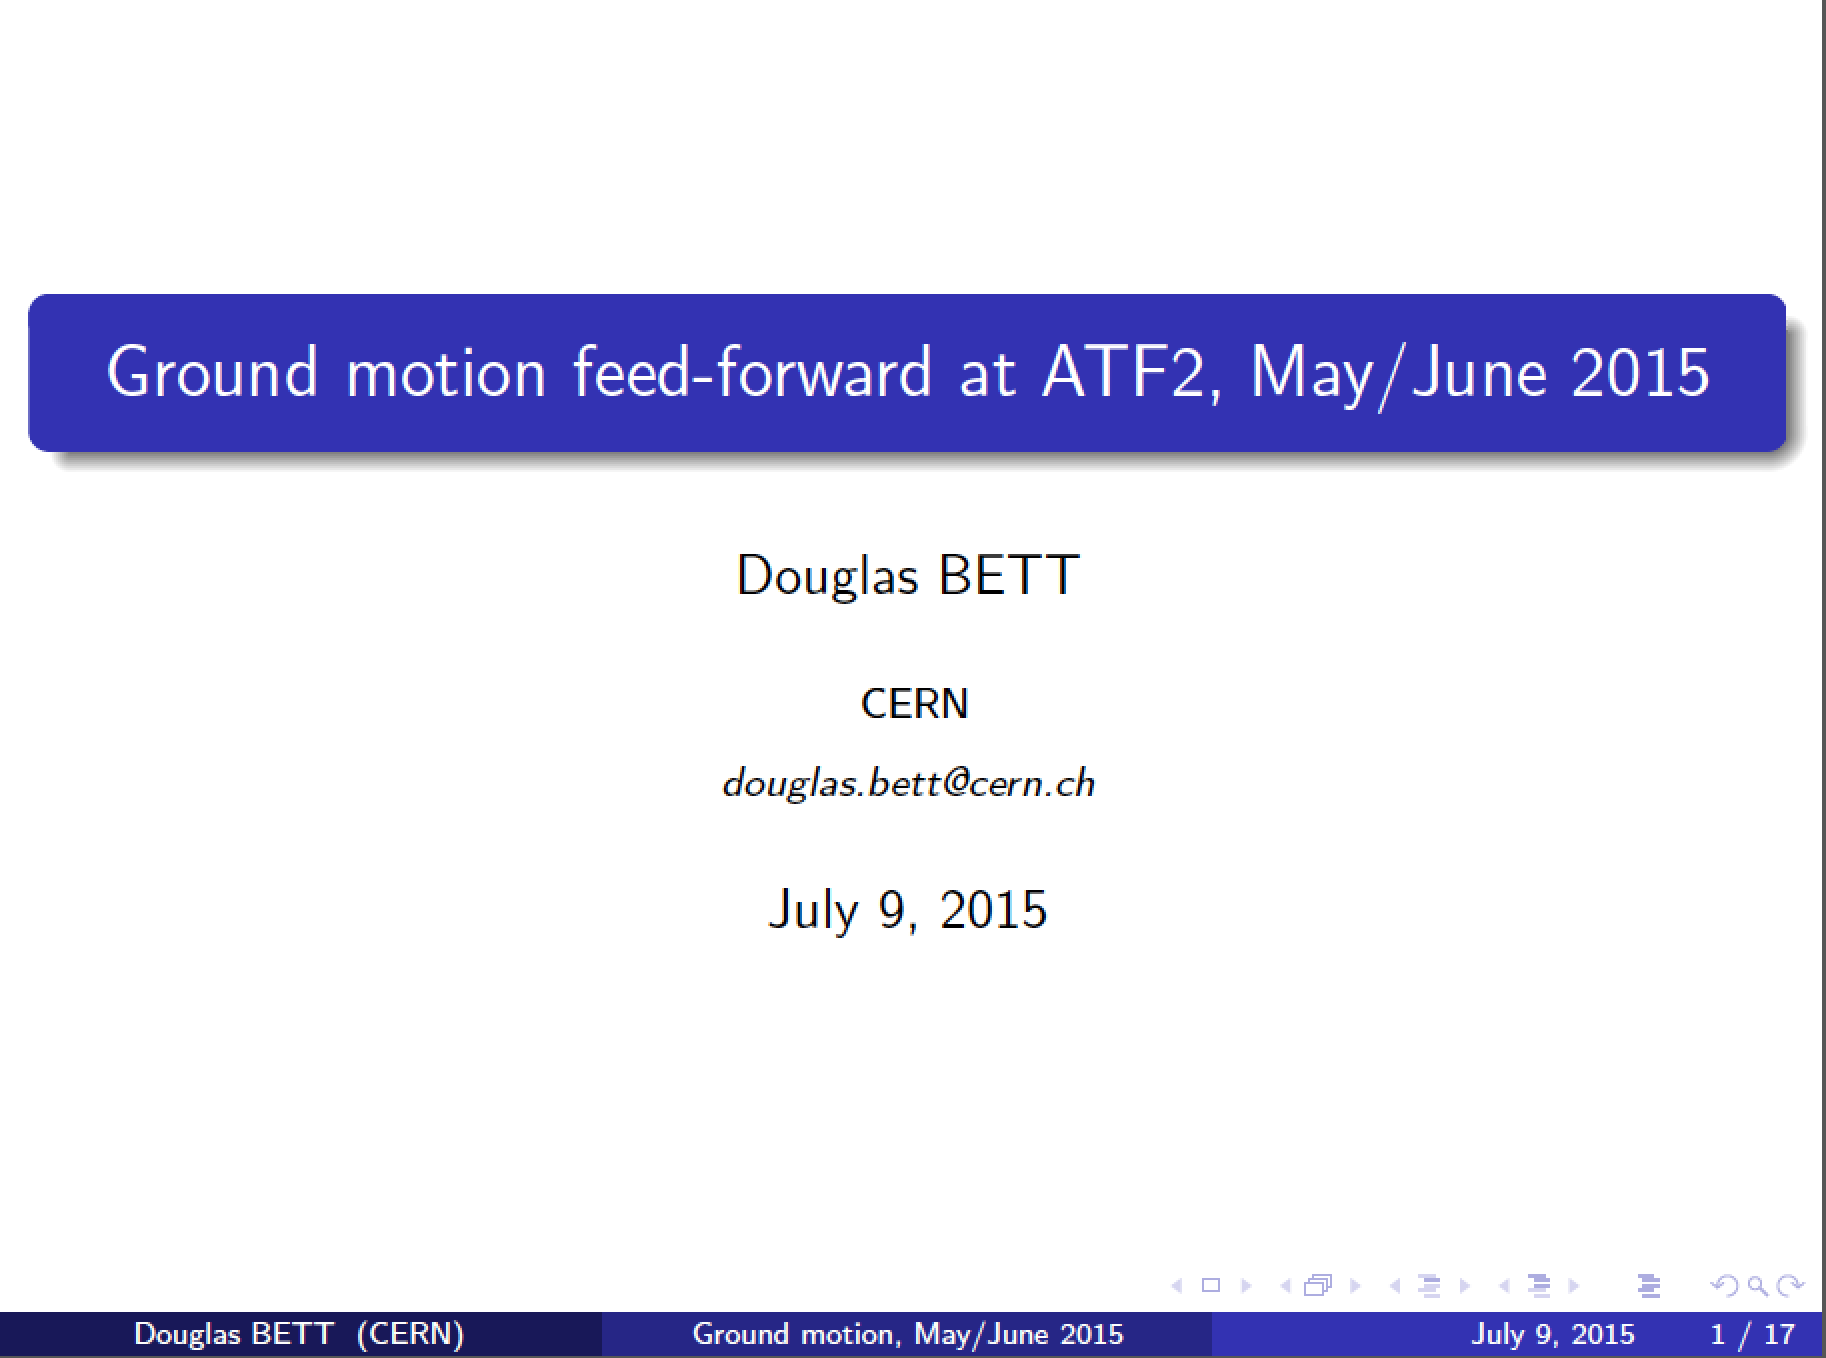 Ground motion feed-forward at ATF2, May/June 2015
Douglas BETT
CERN
douglas.bett@cern.ch
July 9, 2015
Douglas BETT (CERN) Ground motion, May/June 2015 July 9, 2015 1 / 17